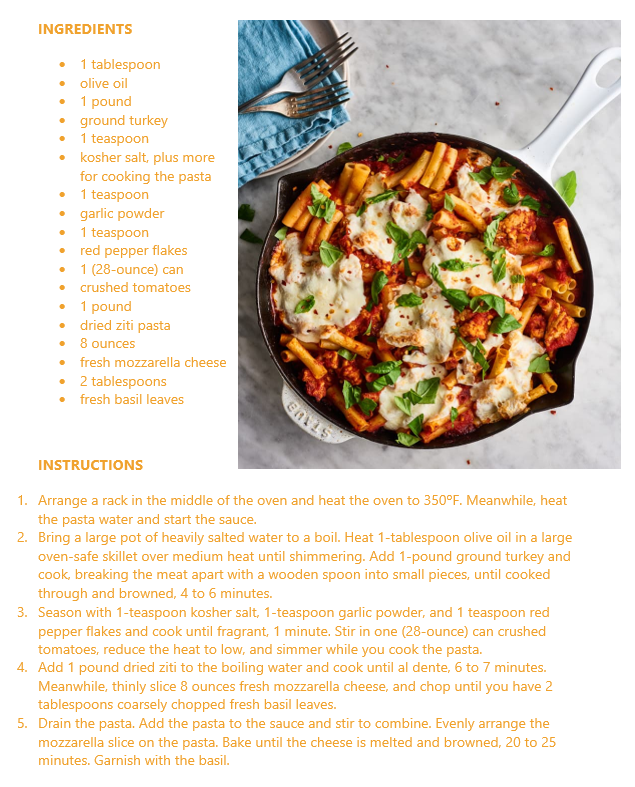 INGREDIENTS
• 1 tablespoon
• olive oil
• 1 pound
• ground turkey
• 1 teaspoon
• kosher salt, plus more
for cooking the pasta
• 1 teaspoon
• garlic powder
• 1 teaspoon
• red pepper flakes
• 1 (28-ounce) can
• crushed tomatoes
• 1 pound
• dried ziti pasta
• 8 ounces
• fresh mozzarella cheese
• 2 tablespoons
• fresh basil leaves
INSTRUCTIONS
1. Arrange a rack in the middle of the oven and heat the oven to 350ºF. Meanwhile, heat
the pasta water and start the sauce.
2. Bring a large pot of heavily salted water to a boil. Heat 1-tablespoon olive oil in a large
oven-safe skillet over medium heat until shimmering. Add 1-pound ground turkey and
cook, breaking the meat apart with a wooden spoon into small pieces, until cooked
through and browned, 4 to 6 minutes.
3. Season with 1-teaspoon kosher salt, 1-teaspoon garlic powder, and 1 teaspoon red
pepper flakes and cook until fragrant, 1 minute. Stir in one (28-ounce) can crushed
tomatoes, reduce the heat to low, and simmer while you cook the pasta.
4. Add 1 pound dried ziti to the boiling water and cook until al dente, 6 to 7 minutes.
Meanwhile, thinly slice 8 ounces fresh mozzarella cheese, and chop until you have 2
tablespoons coarsely chopped fresh basil leaves.
5. Drain the pasta. Add the pasta to the sauce and stir to combine. Evenly arrange the
mozzarella slice on the pasta. Bake until the cheese is melted and browned, 20 to 25
minutes. Garnish with the basil.